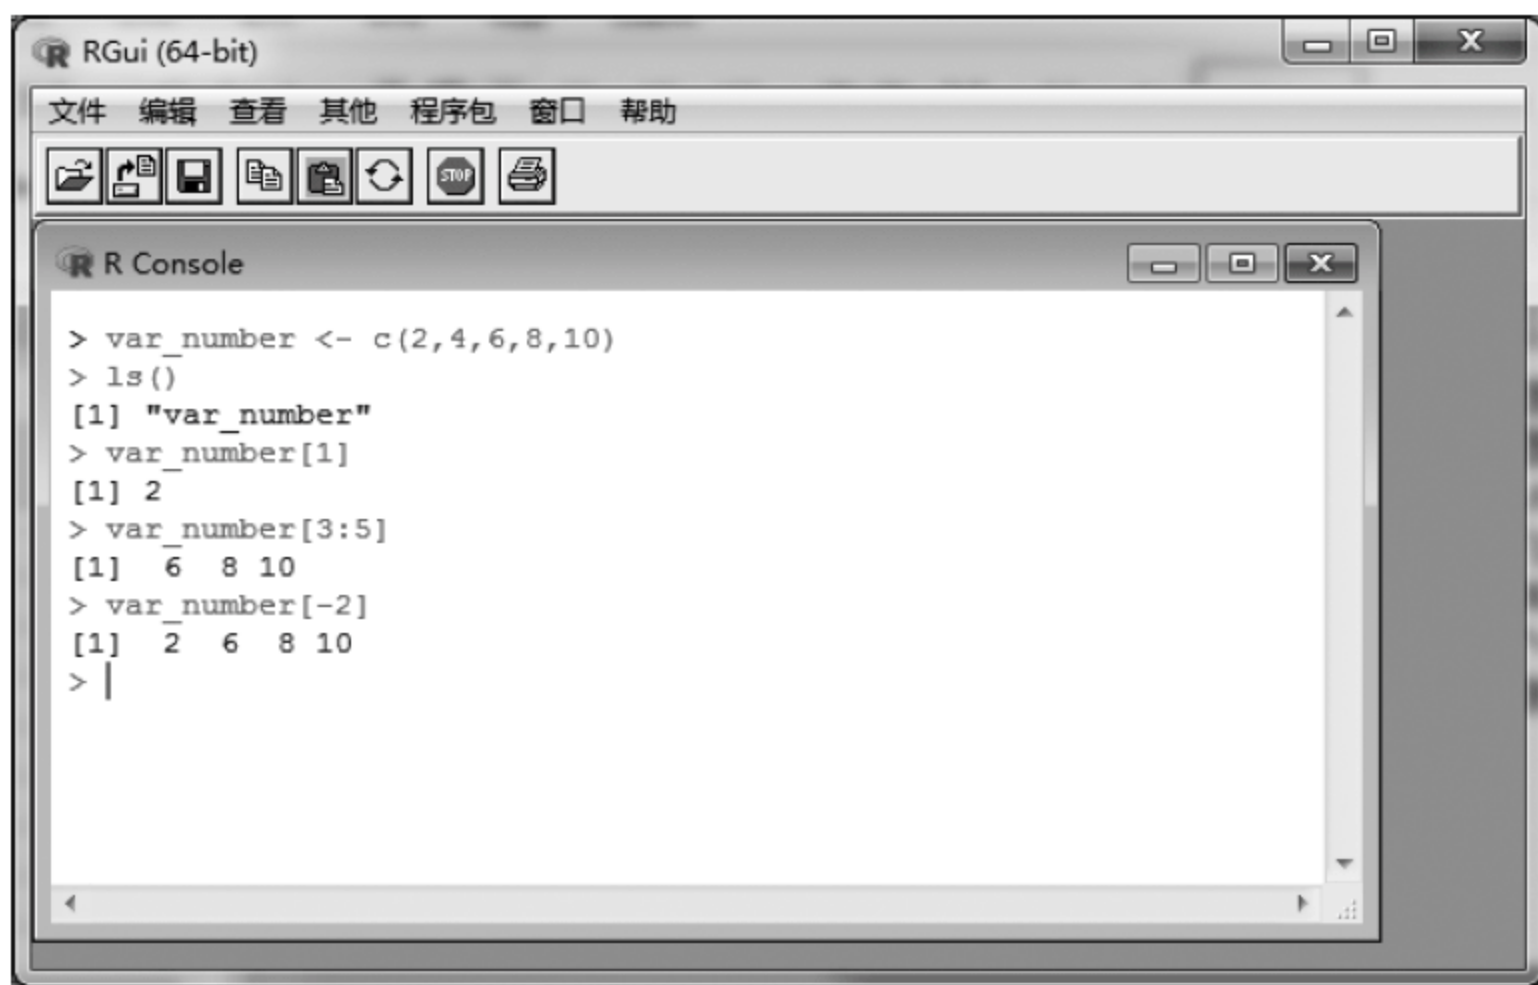 RGui (64-bit)
文件 编辑 查看 其他 程序包 窗口 帮助
STOP
R Console
> var_number <- c(2,4,6,8,10)
> ls()
[1] "var_number"
> var_number[1]
[1] 2
> var_number[3:5]
[1]  6  8 10
> var_number[-2]
[1]  2  6  8 10
>